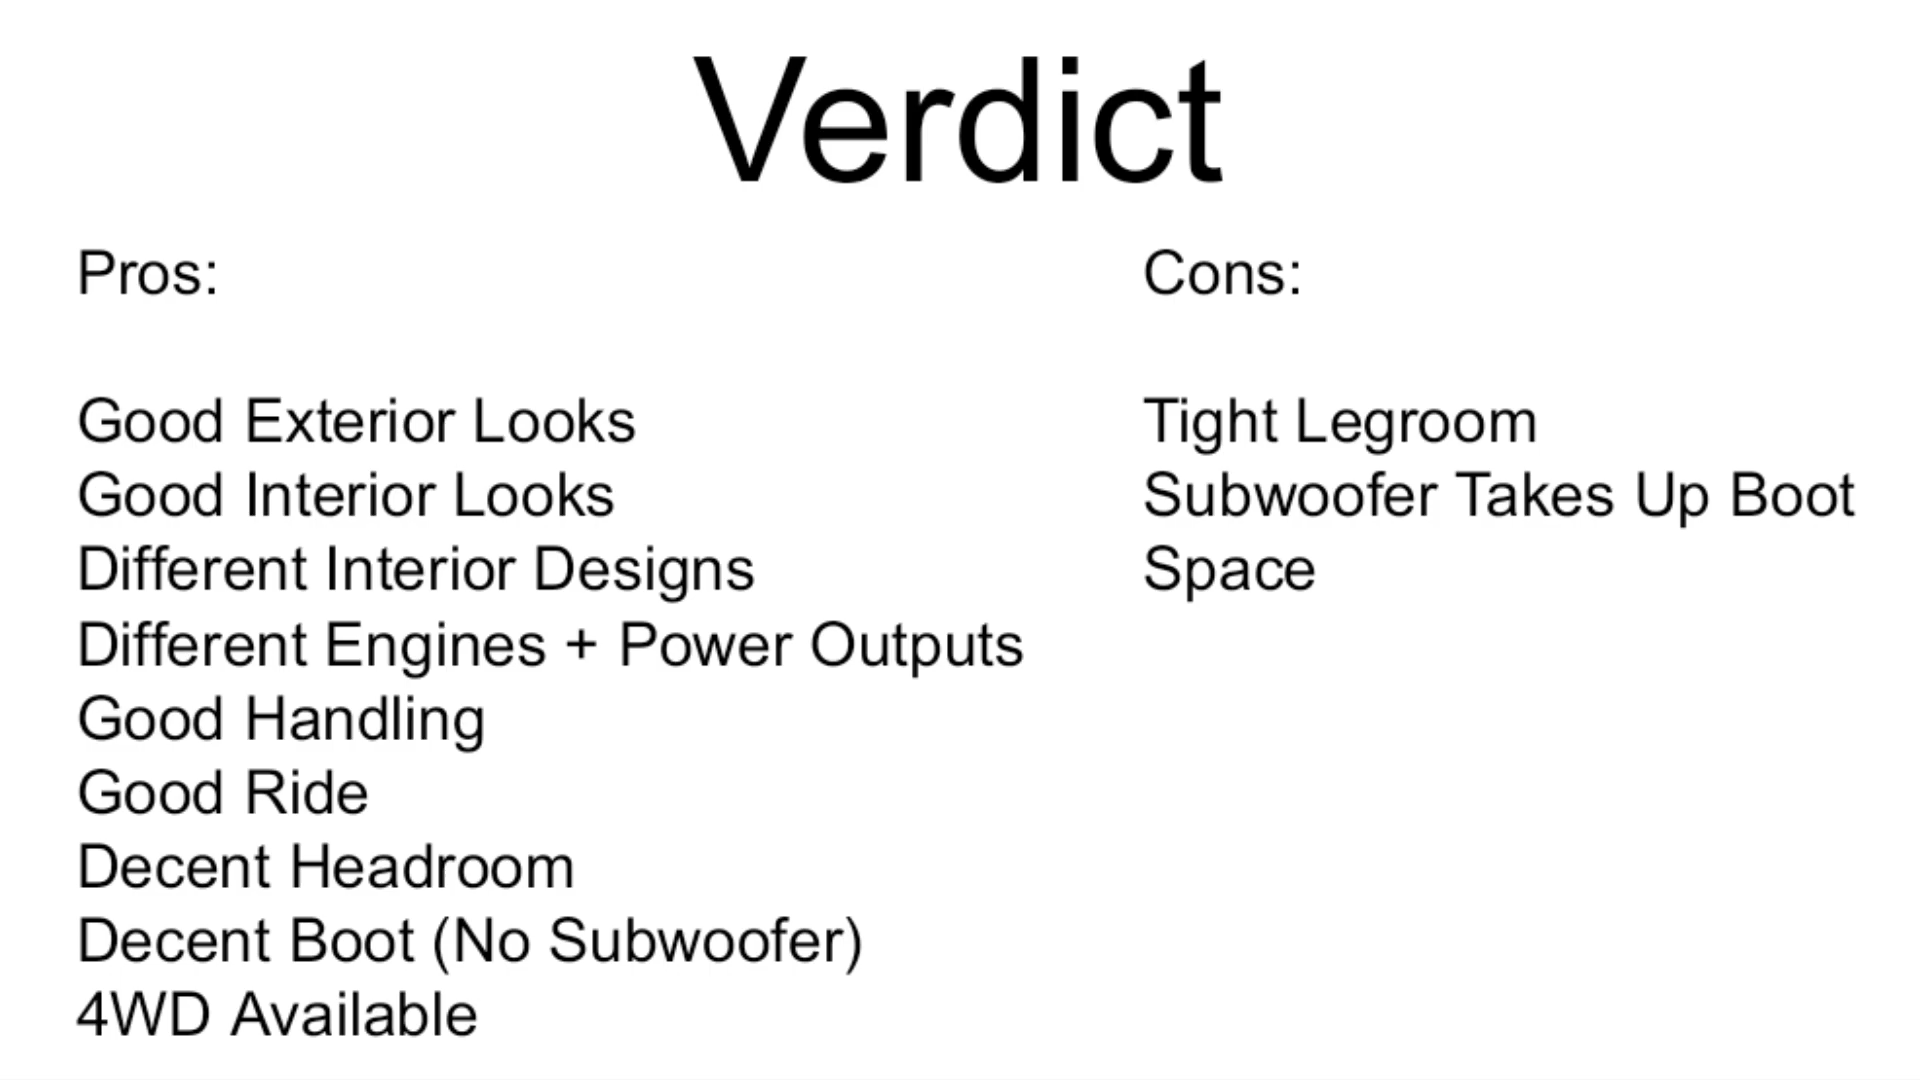 Verdict
Pros:
Good Exterior Looks
Good Interior Looks
Different Interior Designs
Different Engines + Power Outputs
Good Handling
Good Ride
Decent Headroom
Decent Boot (No Subwoofer)
4WD Available
Cons:
Tight Legroom
Subwoofer Takes Up Boot
Space